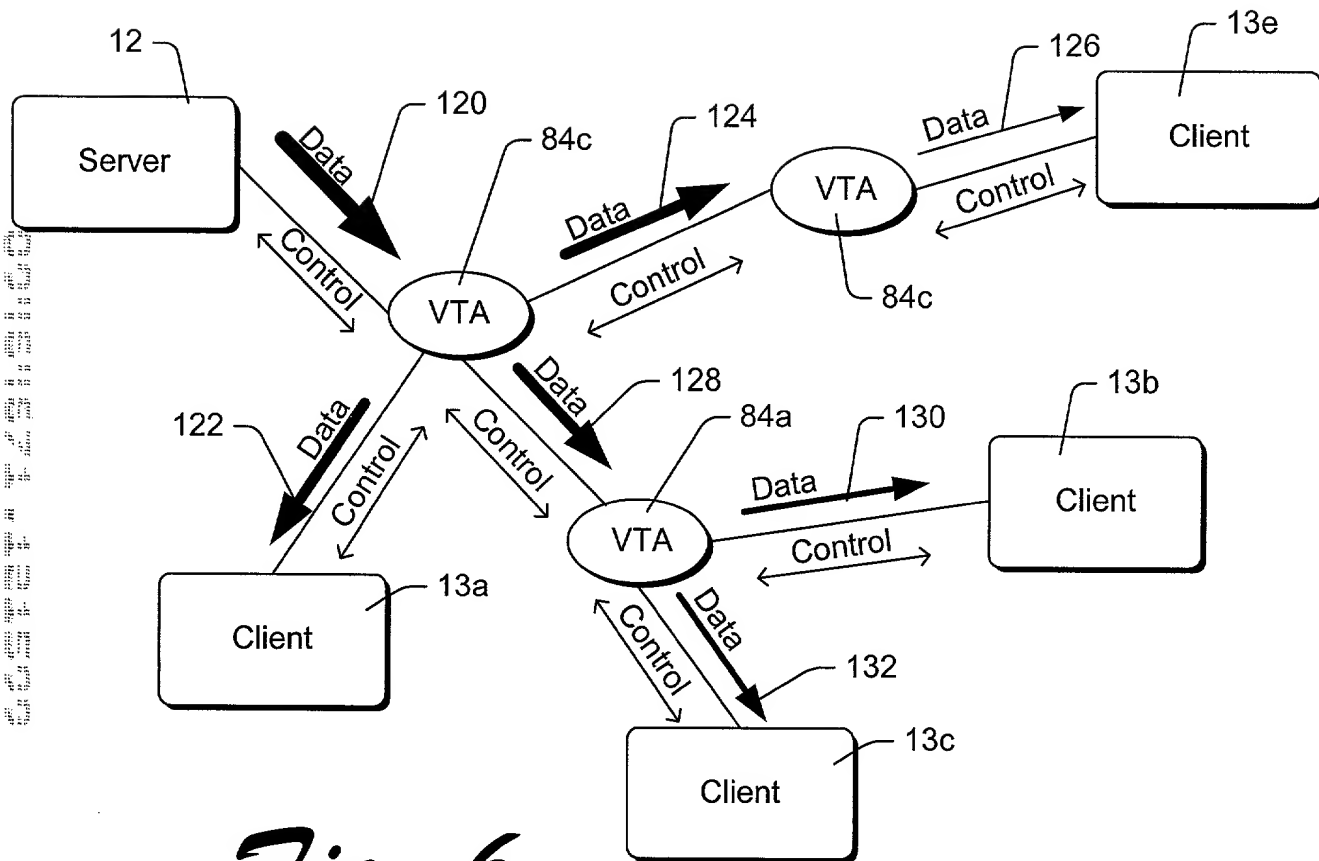 12
120
124
126
13e
Server
Data
84c
Data
VTA
Data
Client
Control
Control
Control
84c
VTA
Data
128
84a
13b
122
Data
Control
Control
130
Data
Client
VTA
Control
13a
Client
Control
Data
132
13c
Client
Fig. 6